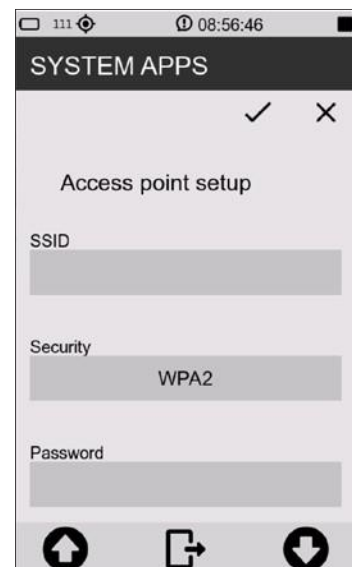 111 08:56:46
SYSTEM APPS
Access point setup
SSID
Security
WPA2
Password